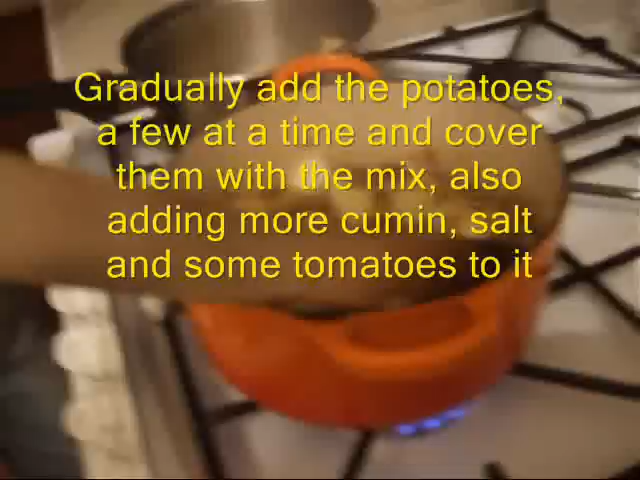 Gradually add the potatoes,
a few at a time and cover
them with the mix, also
adding more cumin, salt
and some tomatoes to it